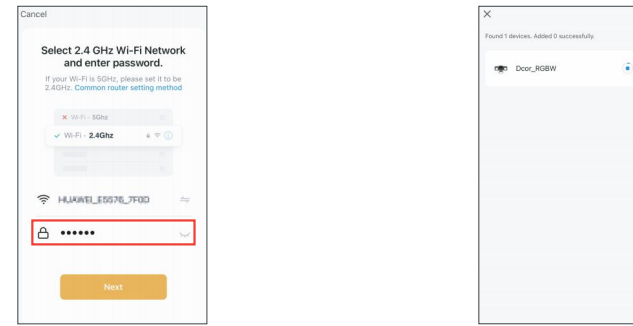 Cancel
Select 2.4 GHz Wi-Fi Network
and enter password.
If your Wi-Fi is 5GHz, please set it to be
2.4GHz. Common router setting method
Wi-Fi - 5Ghz
Wi-Fi - 2.4Ghz
HUAWEI_E5576_7F0D
••••••
Next
Found 1 devices. Added 0 successfully.
Dcor_RGBW